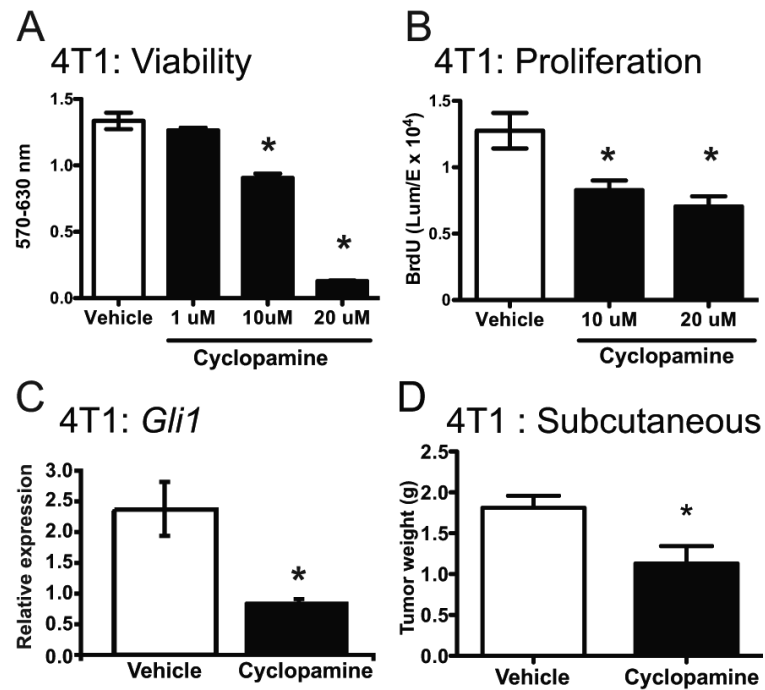 A
4T1: Viability
570-630 nm
1.5
1.0
0.5
0.0
*
*
Vehicle 1 uM 10uM 20 uM
Cyclopamine
B
4T1: Proliferation
BrdU (Lum/E x 10⁴)
1.5
1
0.5
0
* *
Vehicle 10 uM 20 uM
Cyclopamine
C
4T1: Gli1
Relative expression
3.0
2.5
2.0
1.5
1.0
0.5
0.0
*
Vehicle Cyclopamine
D
4T1 : Subcutaneous
Tumor weight (g)
2.5
2.0
1.5
1.0
0.5
0.0
*
Vehicle Cyclopamine